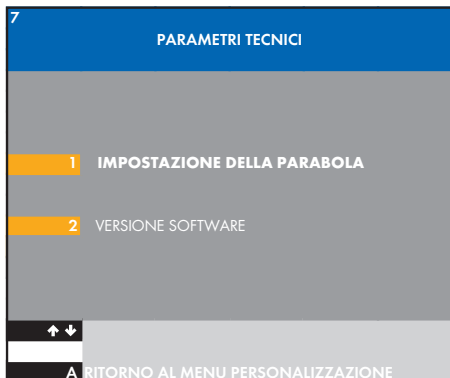 7
PARAMETRI TECNICI
1 IMPOSTAZIONE DELLA PARABOLA
2 VERSIONE SOFTWARE
A RITORNO AL MENU PERSONALIZZAZIONE